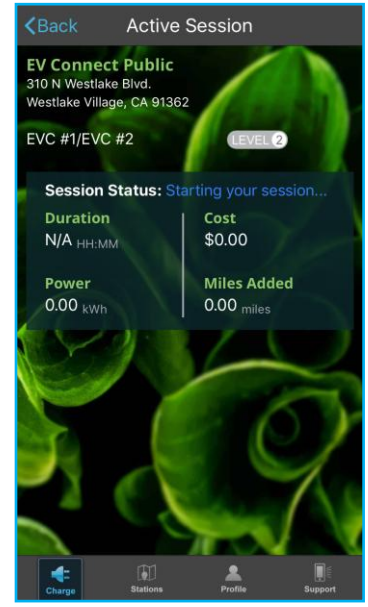 Back Active Session
EV Connect Public
310 N Westlake Blvd.
Westlake Village, CA 91362
EVC #1/EVC #2 LEVEL 2
Session Status: Starting your session...
Duration Cost
N/A HH:MM $0.00
Power Miles Added
0.00 kWh 0.00 miles
Charge Stations Profile Support